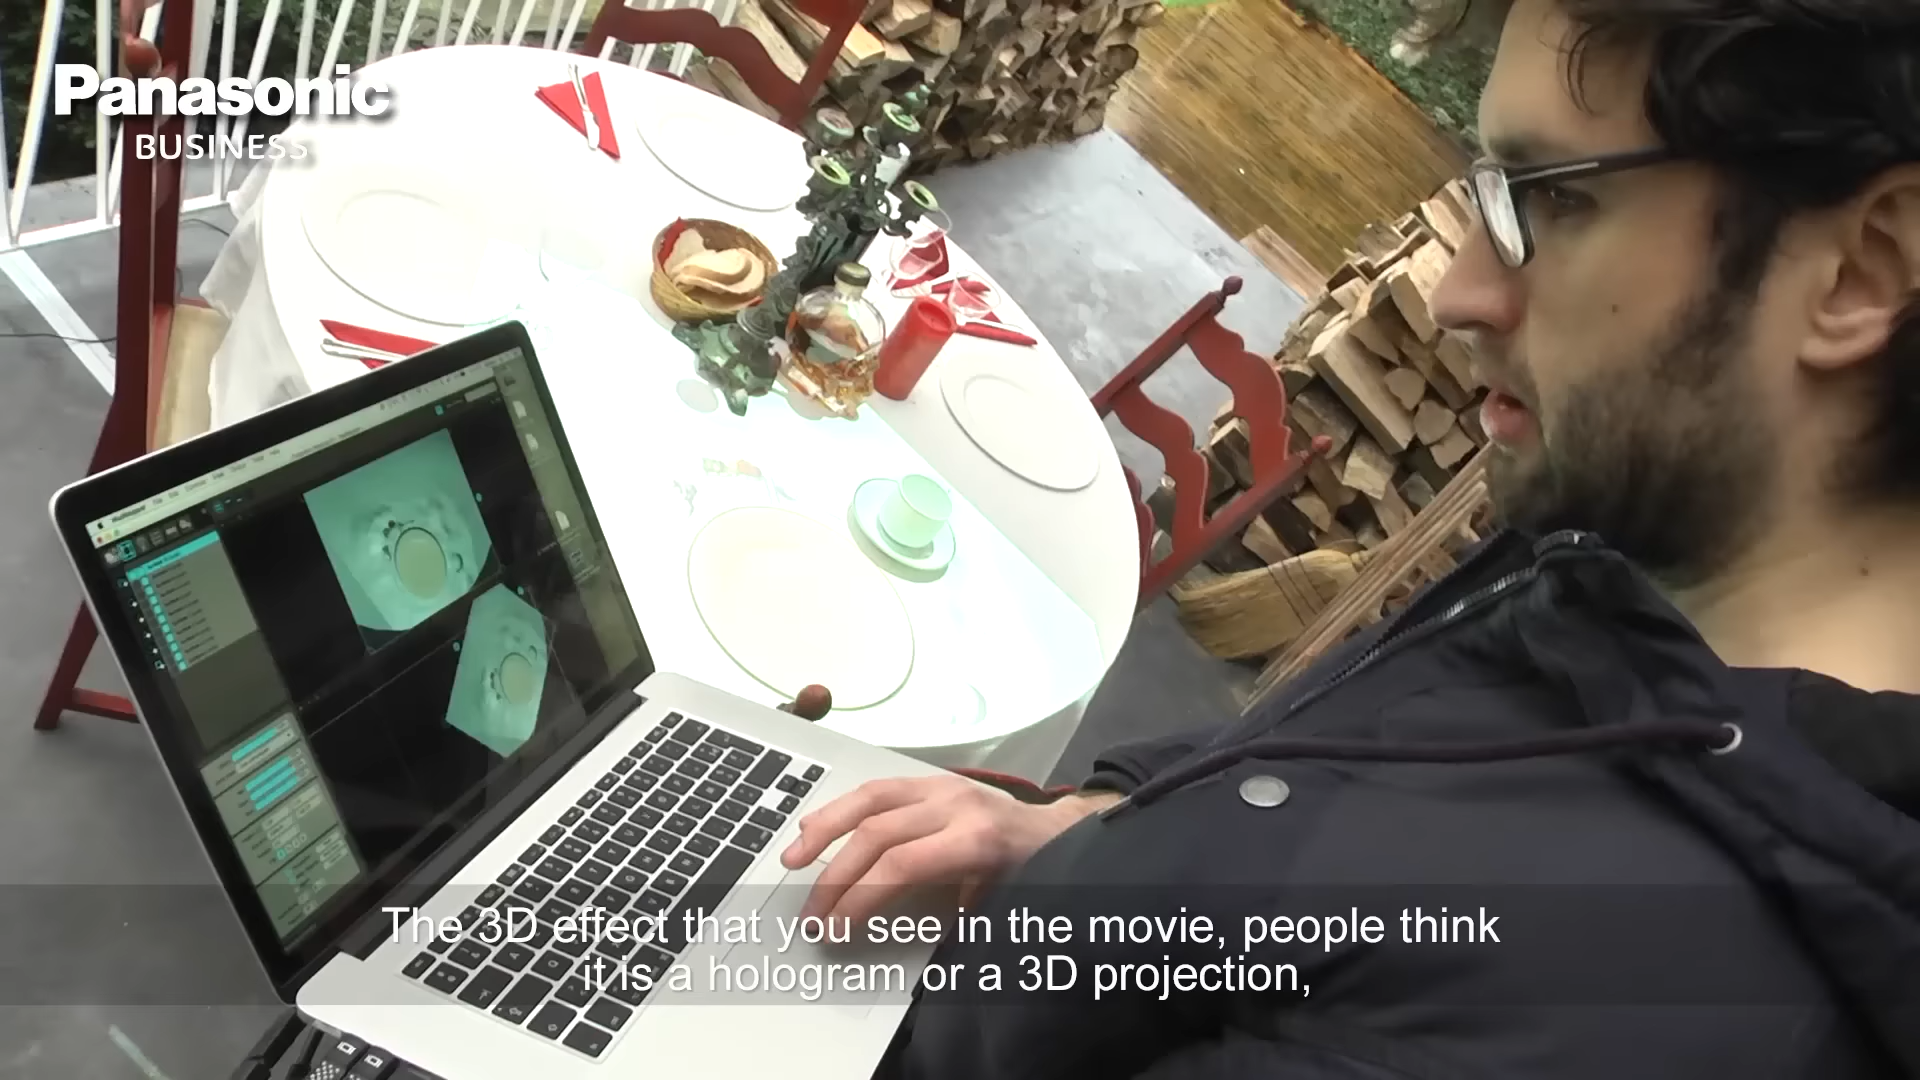 Panasonic
BUSINESS
The 3D effect that you see in the movie, people think
it is a hologram or a 3D projection,